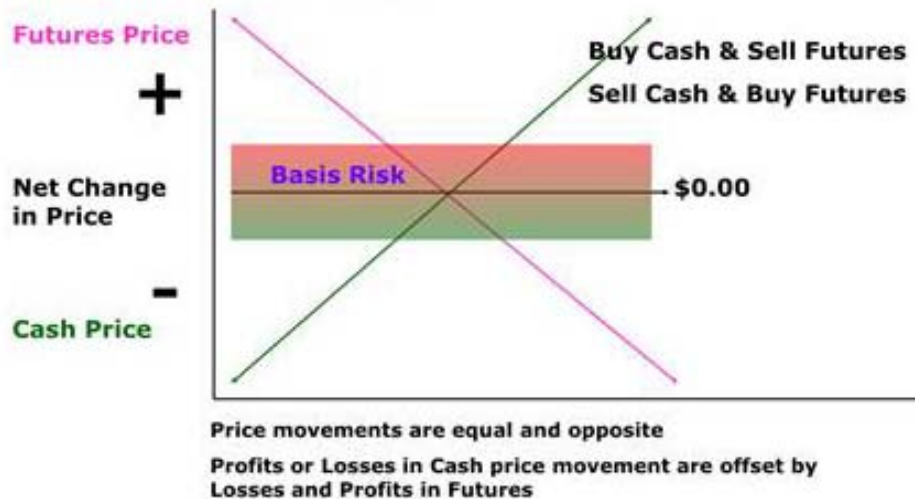 Futures Price
Buy Cash & Sell Futures
+
Sell Cash & Buy Futures
Basis Risk
Net Change
in Price
$0.00
-
Cash Price
Price movements are equal and opposite
Profits or Losses in Cash price movement are offset by
Losses and Profits in Futures